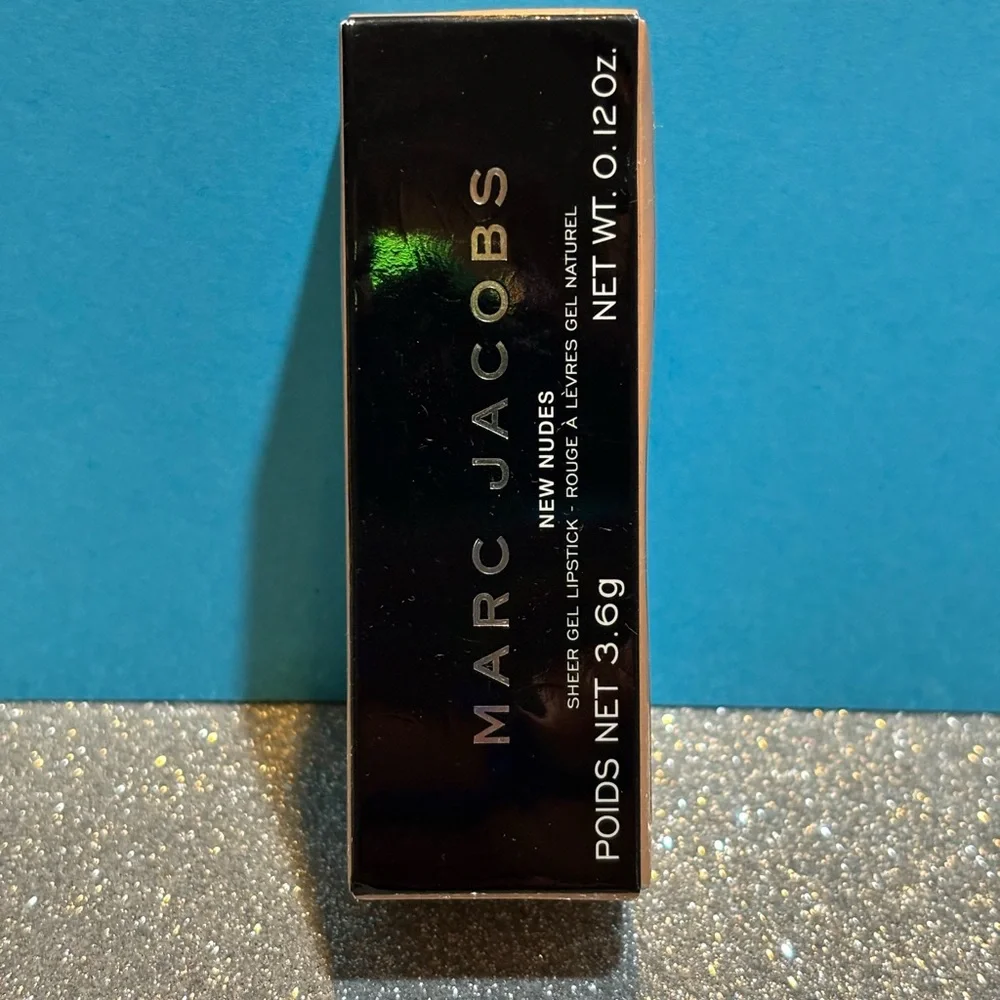 MARC JACOBS
NEW NUDES
SHEER GEL LIPSTICK - ROUGE À LÈVRES GEL NATUREL
POIDS NET 3.6g NET WT. 0.12 Oz.